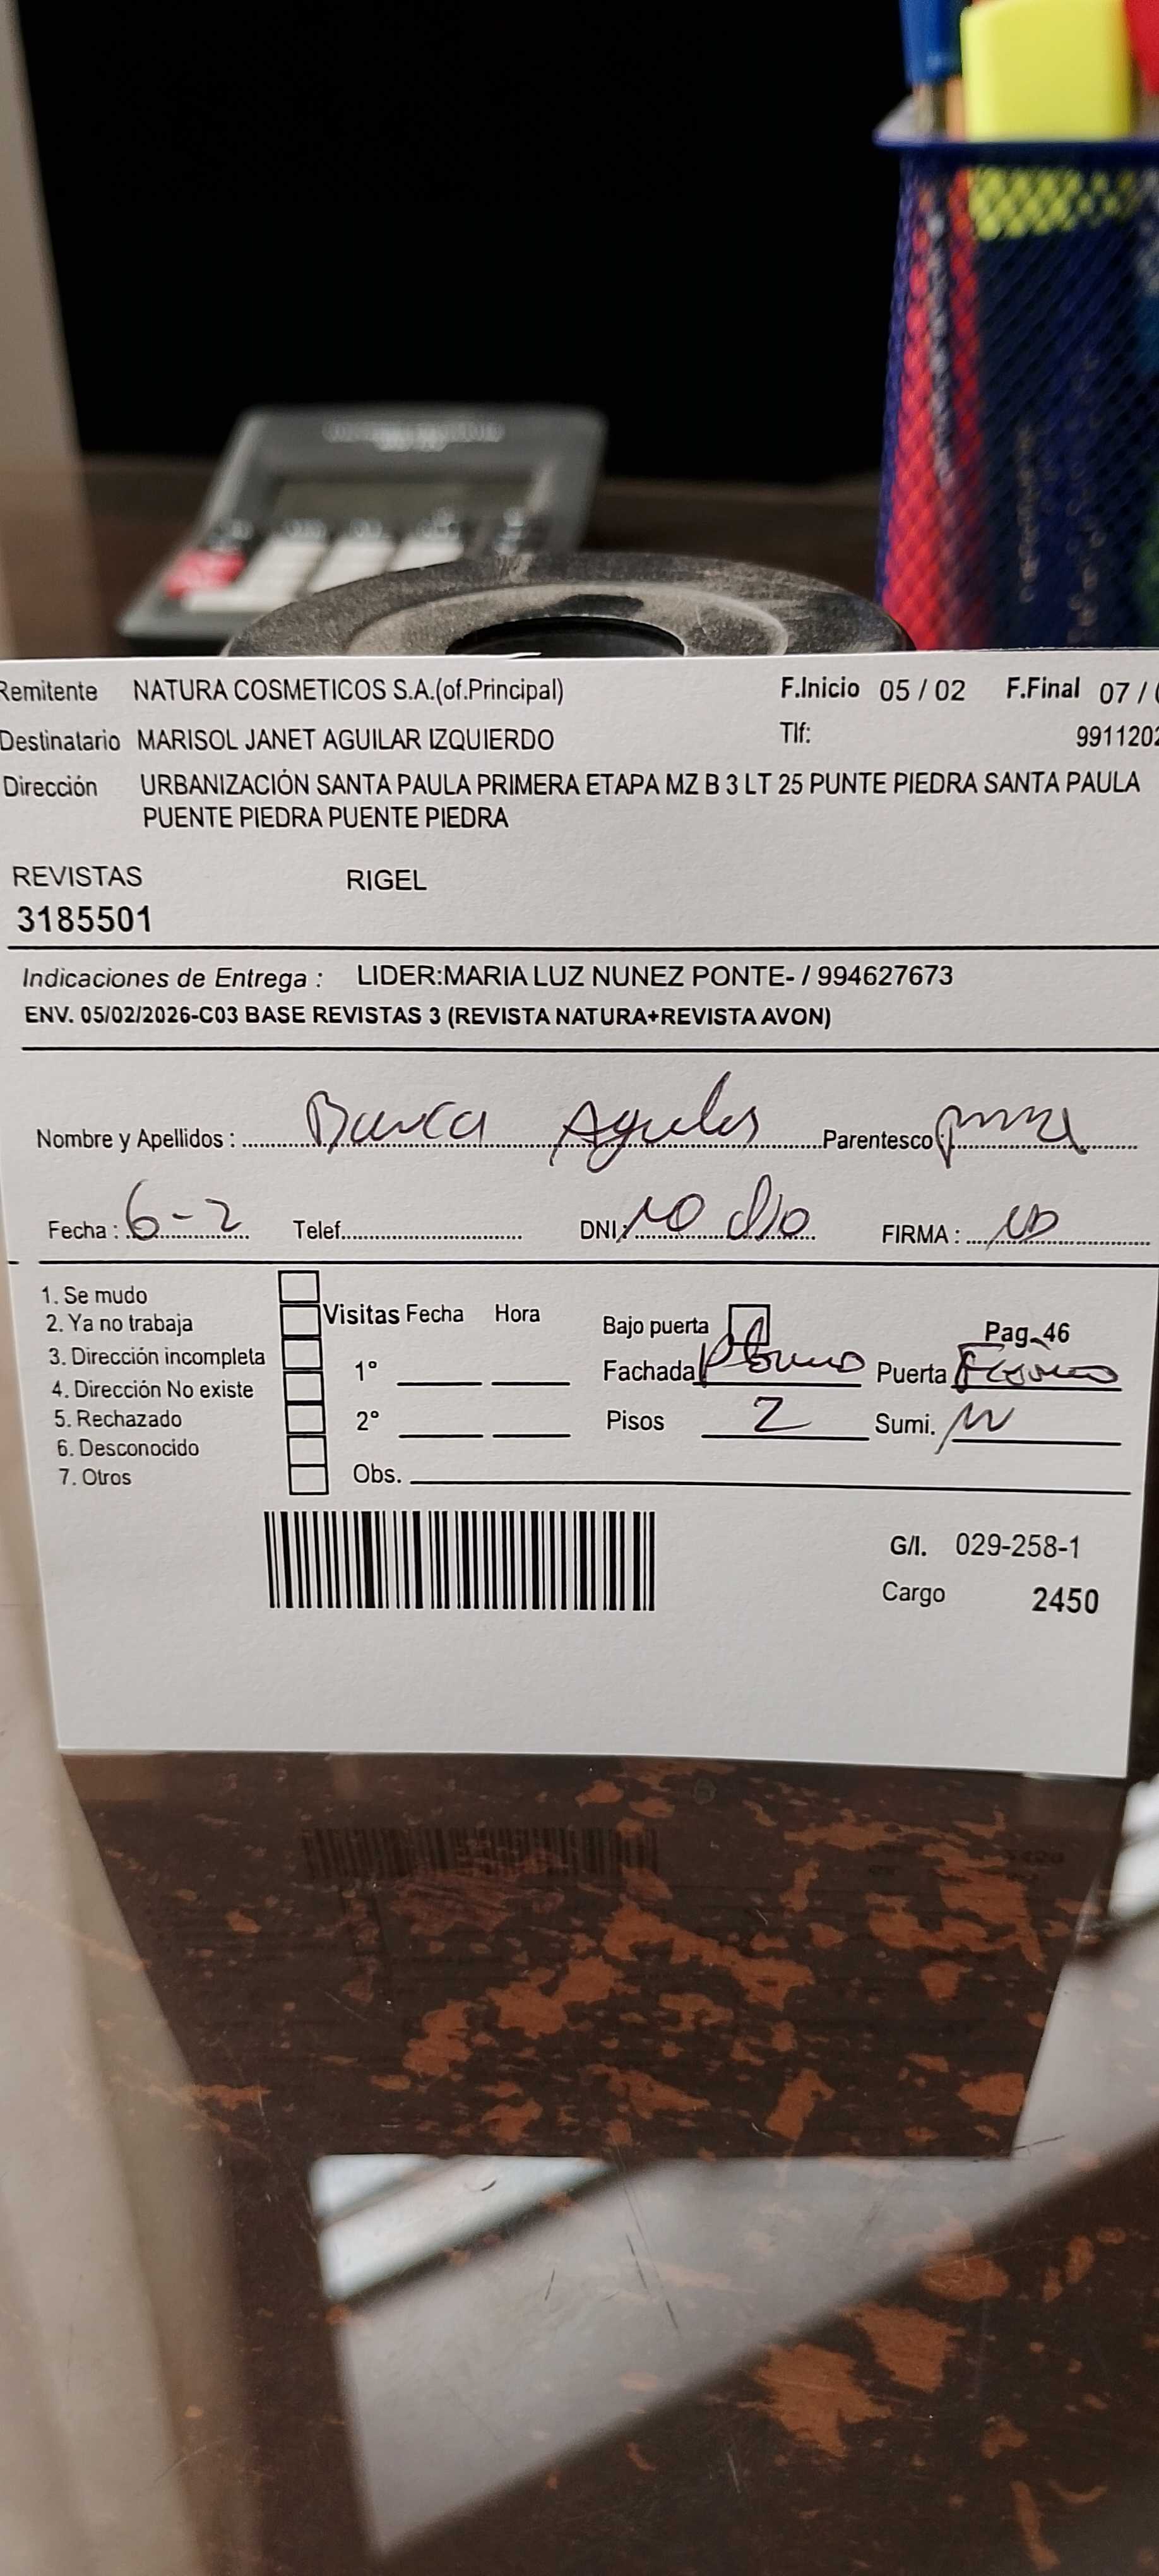 Remitente NATURA COSMETICOS S.A.(of.Principal) F.Inicio 05 / 02 F.Final 07 /
Destinatario MARISOL JANET AGUILAR IZQUIERDO Tlf: 9911202
Dirección URBANIZACIÓN SANTA PAULA PRIMERA ETAPA MZ B 3 LT 25 PUNTE PIEDRA SANTA PAULA
PUENTE PIEDRA PUENTE PIEDRA
REVISTAS RIGEL
3185501
Indicaciones de Entrega : LIDER:MARIA LUZ NUNEZ PONTE- / 994627673
ENV. 05/02/2026-C03 BASE REVISTAS 3 (REVISTA NATURA+REVISTA AVON)
Nombre y Apellidos : Parentesco
Fecha : 6-2 Telef. DNI: NO dio FIRMA :
1. Se mudo
2. Ya no trabaja Visitas Fecha Hora Bajo puerta Pag. 46
3. Dirección incompleta 1° Fachada Plomo Puerta
4. Dirección No existe
5. Rechazado 2° Pisos 2 Sumi.
6. Desconocido
7. Otros Obs.
G/I. 029-258-1
Cargo 2450